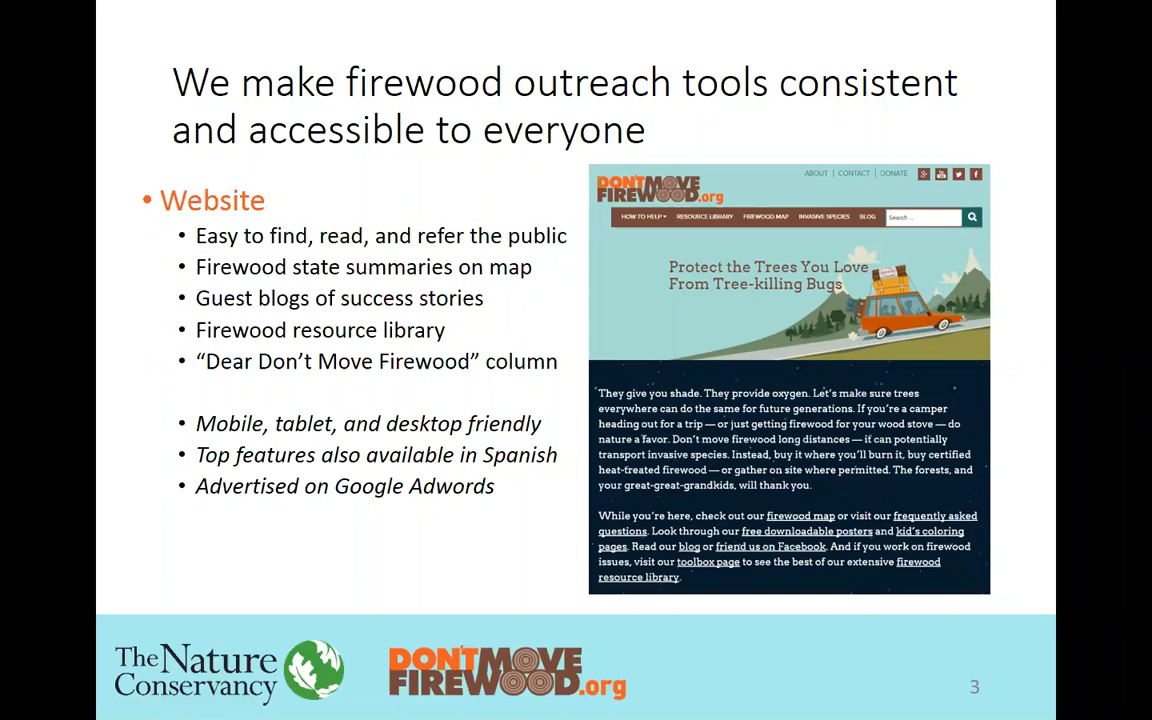 We make firewood outreach tools consistent
and accessible to everyone
• Website
• Easy to find, read, and refer the public
• Firewood state summaries on map
• Guest blogs of success stories
• Firewood resource library
• “Dear Don’t Move Firewood” column
• Mobile, tablet, and desktop friendly
• Top features also available in Spanish
• Advertised on Google Adwords
ABOUT | CONTACT | DONATE
DON'T MOVE
FIREWOOD.org
HOW TO HELP RESOURCE LIBRARY FIREWOOD MAP INVASIVE SPECIES BLOG Search ...
Protect the Trees You Love
From Tree-killing Bugs
They give you shade. They provide oxygen. Let's make sure trees
everywhere can do the same for future generations. If you're a camper
heading out for a trip — or just getting firewood for your wood stove — do
nature a favor. Don't move firewood long distances — it can potentially
transport invasive species. Instead, buy it where you'll burn it, buy certified
heat-treated firewood — or gather on site where permitted. The forests, and
your great-great-grandkids, will thank you.
While you're here, check out our firewood map or visit our frequently asked
questions. Look through our free downloadable posters and kid's coloring
pages. Read our blog or friend us on Facebook. And if you work on firewood
issues, visit our toolbox page to see the best of our extensive firewood
resource library.
The Nature
Conservancy
DON'T MOVE
FIREWOOD.org
3